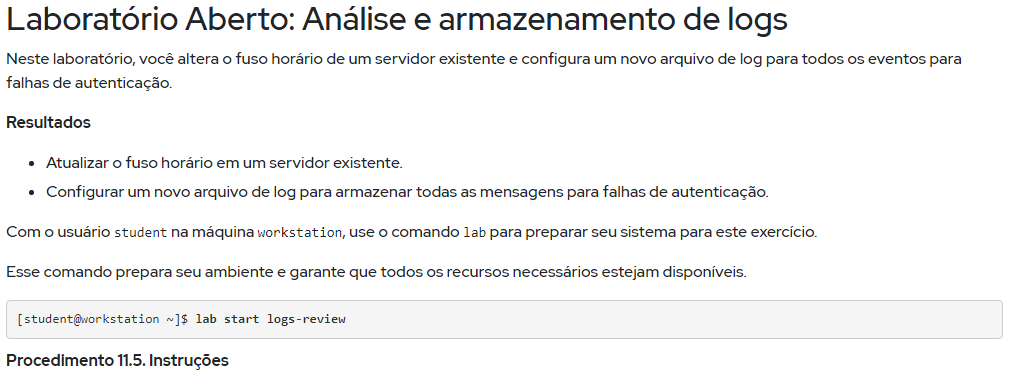 Laboratório Aberto: Análise e armazenamento de logs
Neste laboratório, você altera o fuso horário de um servidor existente e configura um novo arquivo de log para todos os eventos para
falhas de autenticação.
Resultados
• Atualizar o fuso horário em um servidor existente.
• Configurar um novo arquivo de log para armazenar todas as mensagens para falhas de autenticação.
Com o usuário student na máquina workstation, use o comando lab para preparar seu sistema para este exercício.
Esse comando prepara seu ambiente e garante que todos os recursos necessários estejam disponíveis.
[student@workstation ~]$ lab start logs-review
Procedimento 11.5. Instruções